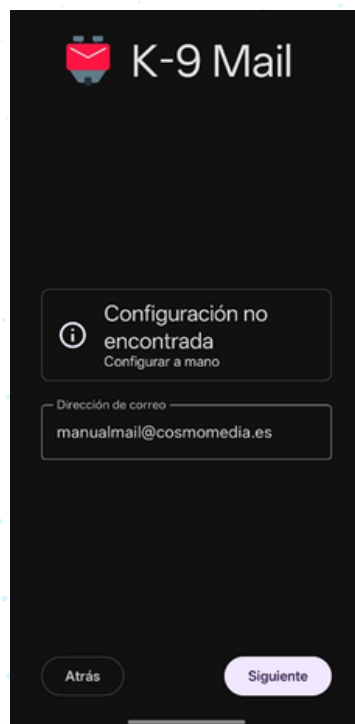 K-9 Mail
Configuración no
encontrada
Configurar a mano
Dirección de correo
manualmail@cosmomedia.es
Atrás
Siguiente